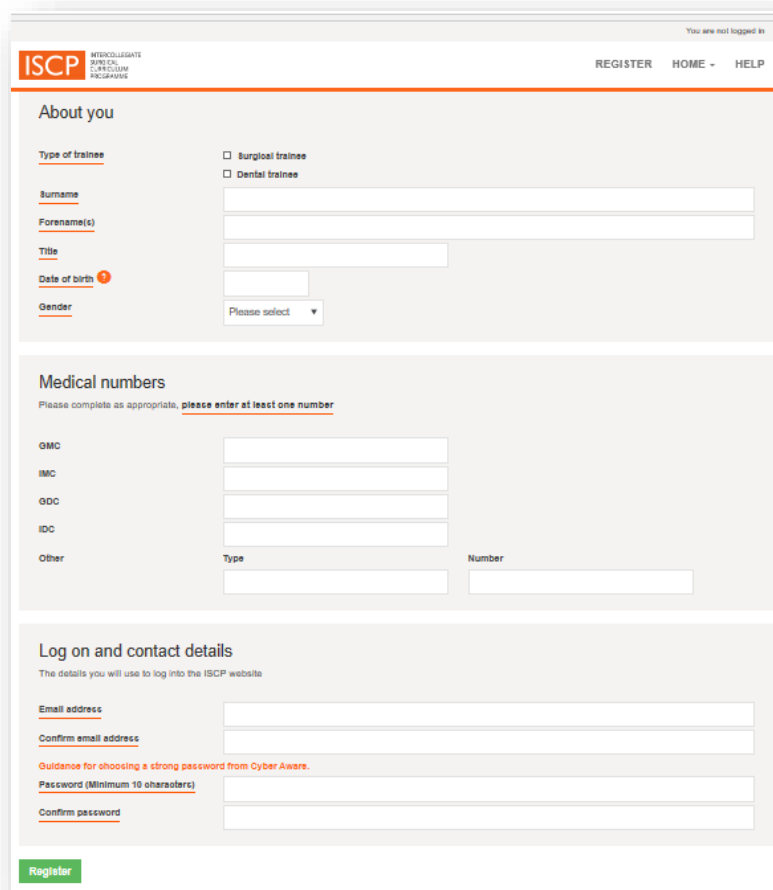 You are not logged in
ISCP INTERCOLLEGIATE
SURGICAL
CURRICULUM
PROGRAMME
REGISTER HOME HELP
About you
Type of trainee
Surgical trainee
Dental trainee
Surname
Forename(s)
Title
Date of birth ?
Gender Please select
Medical numbers
Please complete as appropriate, please enter at least one number
GMC
IMC
GDC
IDC
Other Type Number
Log on and contact details
The details you will use to log into the ISCP website
Email address
Confirm email address
Guidance for choosing a strong password from Cyber Aware.
Password (Minimum 10 characters)
Confirm password
Register